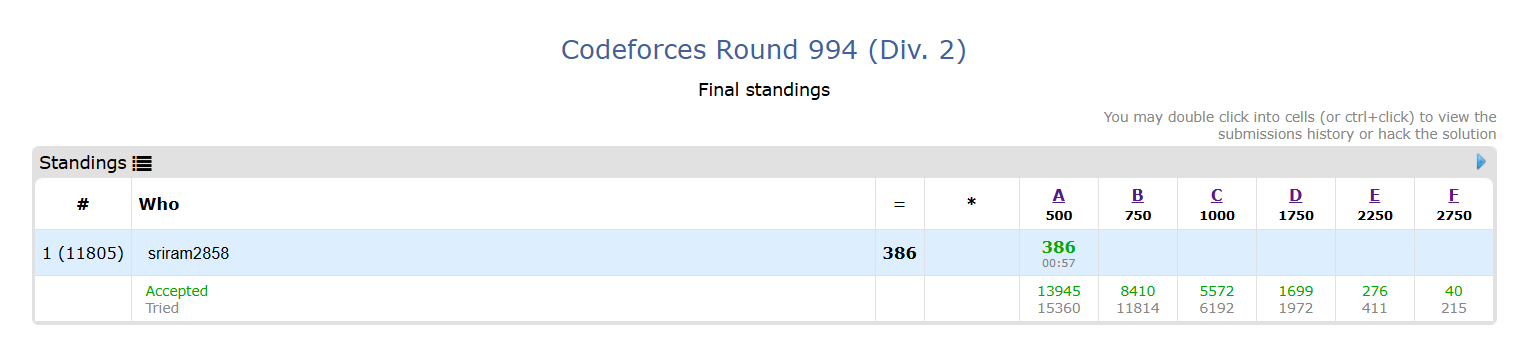 Codeforces Round 994 (Div. 2)
Final standings
You may double click into cells (or ctrl+click) to view the
submissions history or hack the solution
Standings
# Who = * A B C D E F
500 750 1000 1750 2250 2750
1 (11805) sriram2858 386 386
00:57
Accepted 13945 8410 5572 1699 276 40
Tried 15360 11814 6192 1972 411 215